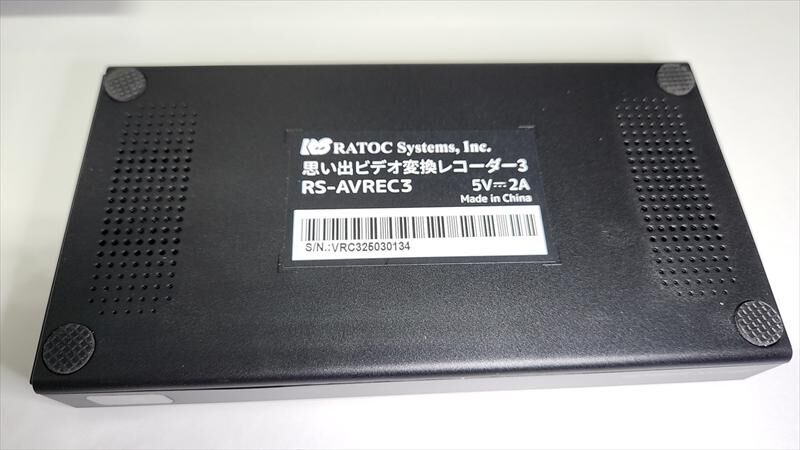 RS RATOC Systems, Inc.
思い出ビデオ変換レコーダー3
RS-AVREC3 5V⎓2A
Made in China
S/N.:VRC325030134